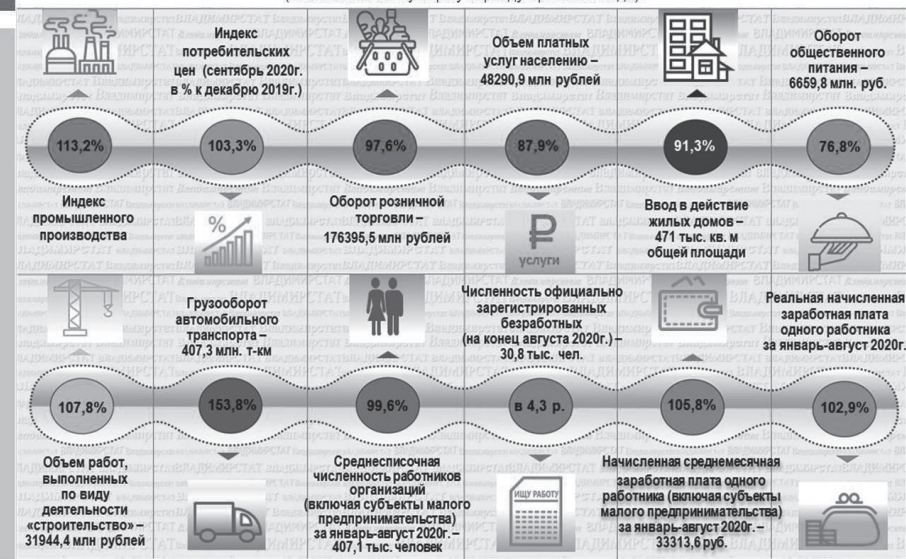 Индекс
потребительских
цен (сентябрь 2020г.
в % к декабрю 2019г.)
Объем платных
услуг населению –
48290,9 млн рублей
Оборот
общественного
питания –
6659,8 млн. руб.
113,2%
103,3%
97,6%
87,9%
91,3%
76,8%
Индекс
промышленного
производства
%
Оборот розничной
торговли –
176395,5 млн рублей
₽
услуги
Ввод в действие
жилых домов –
471 тыс. кв. м
общей площади
Грузооборот
автомобильного
транспорта –
407,3 млн. т-км
Численность официально
зарегистрированных
безработных
(на конец августа 2020г.) –
30,8 тыс. чел.
Реальная начисленная
заработная плата
одного работника
за январь-август 2020г.
107,8%
153,8%
99,6%
в 4,3 р.
105,8%
102,9%
Объем работ,
выполненных
по виду
деятельности
«строительство» –
31944,4 млн рублей
Среднесписочная
численность работников
организаций
(включая субъекты малого
предпринимательства)
за январь-август 2020г. –
407,1 тыс. человек
ИЩУ РАБОТУ
Начисленная среднемесячная
заработная плата одного
работника (включая субъекты
малого предпринимательства)
за январь-август 2020г. –
33313,6 руб.